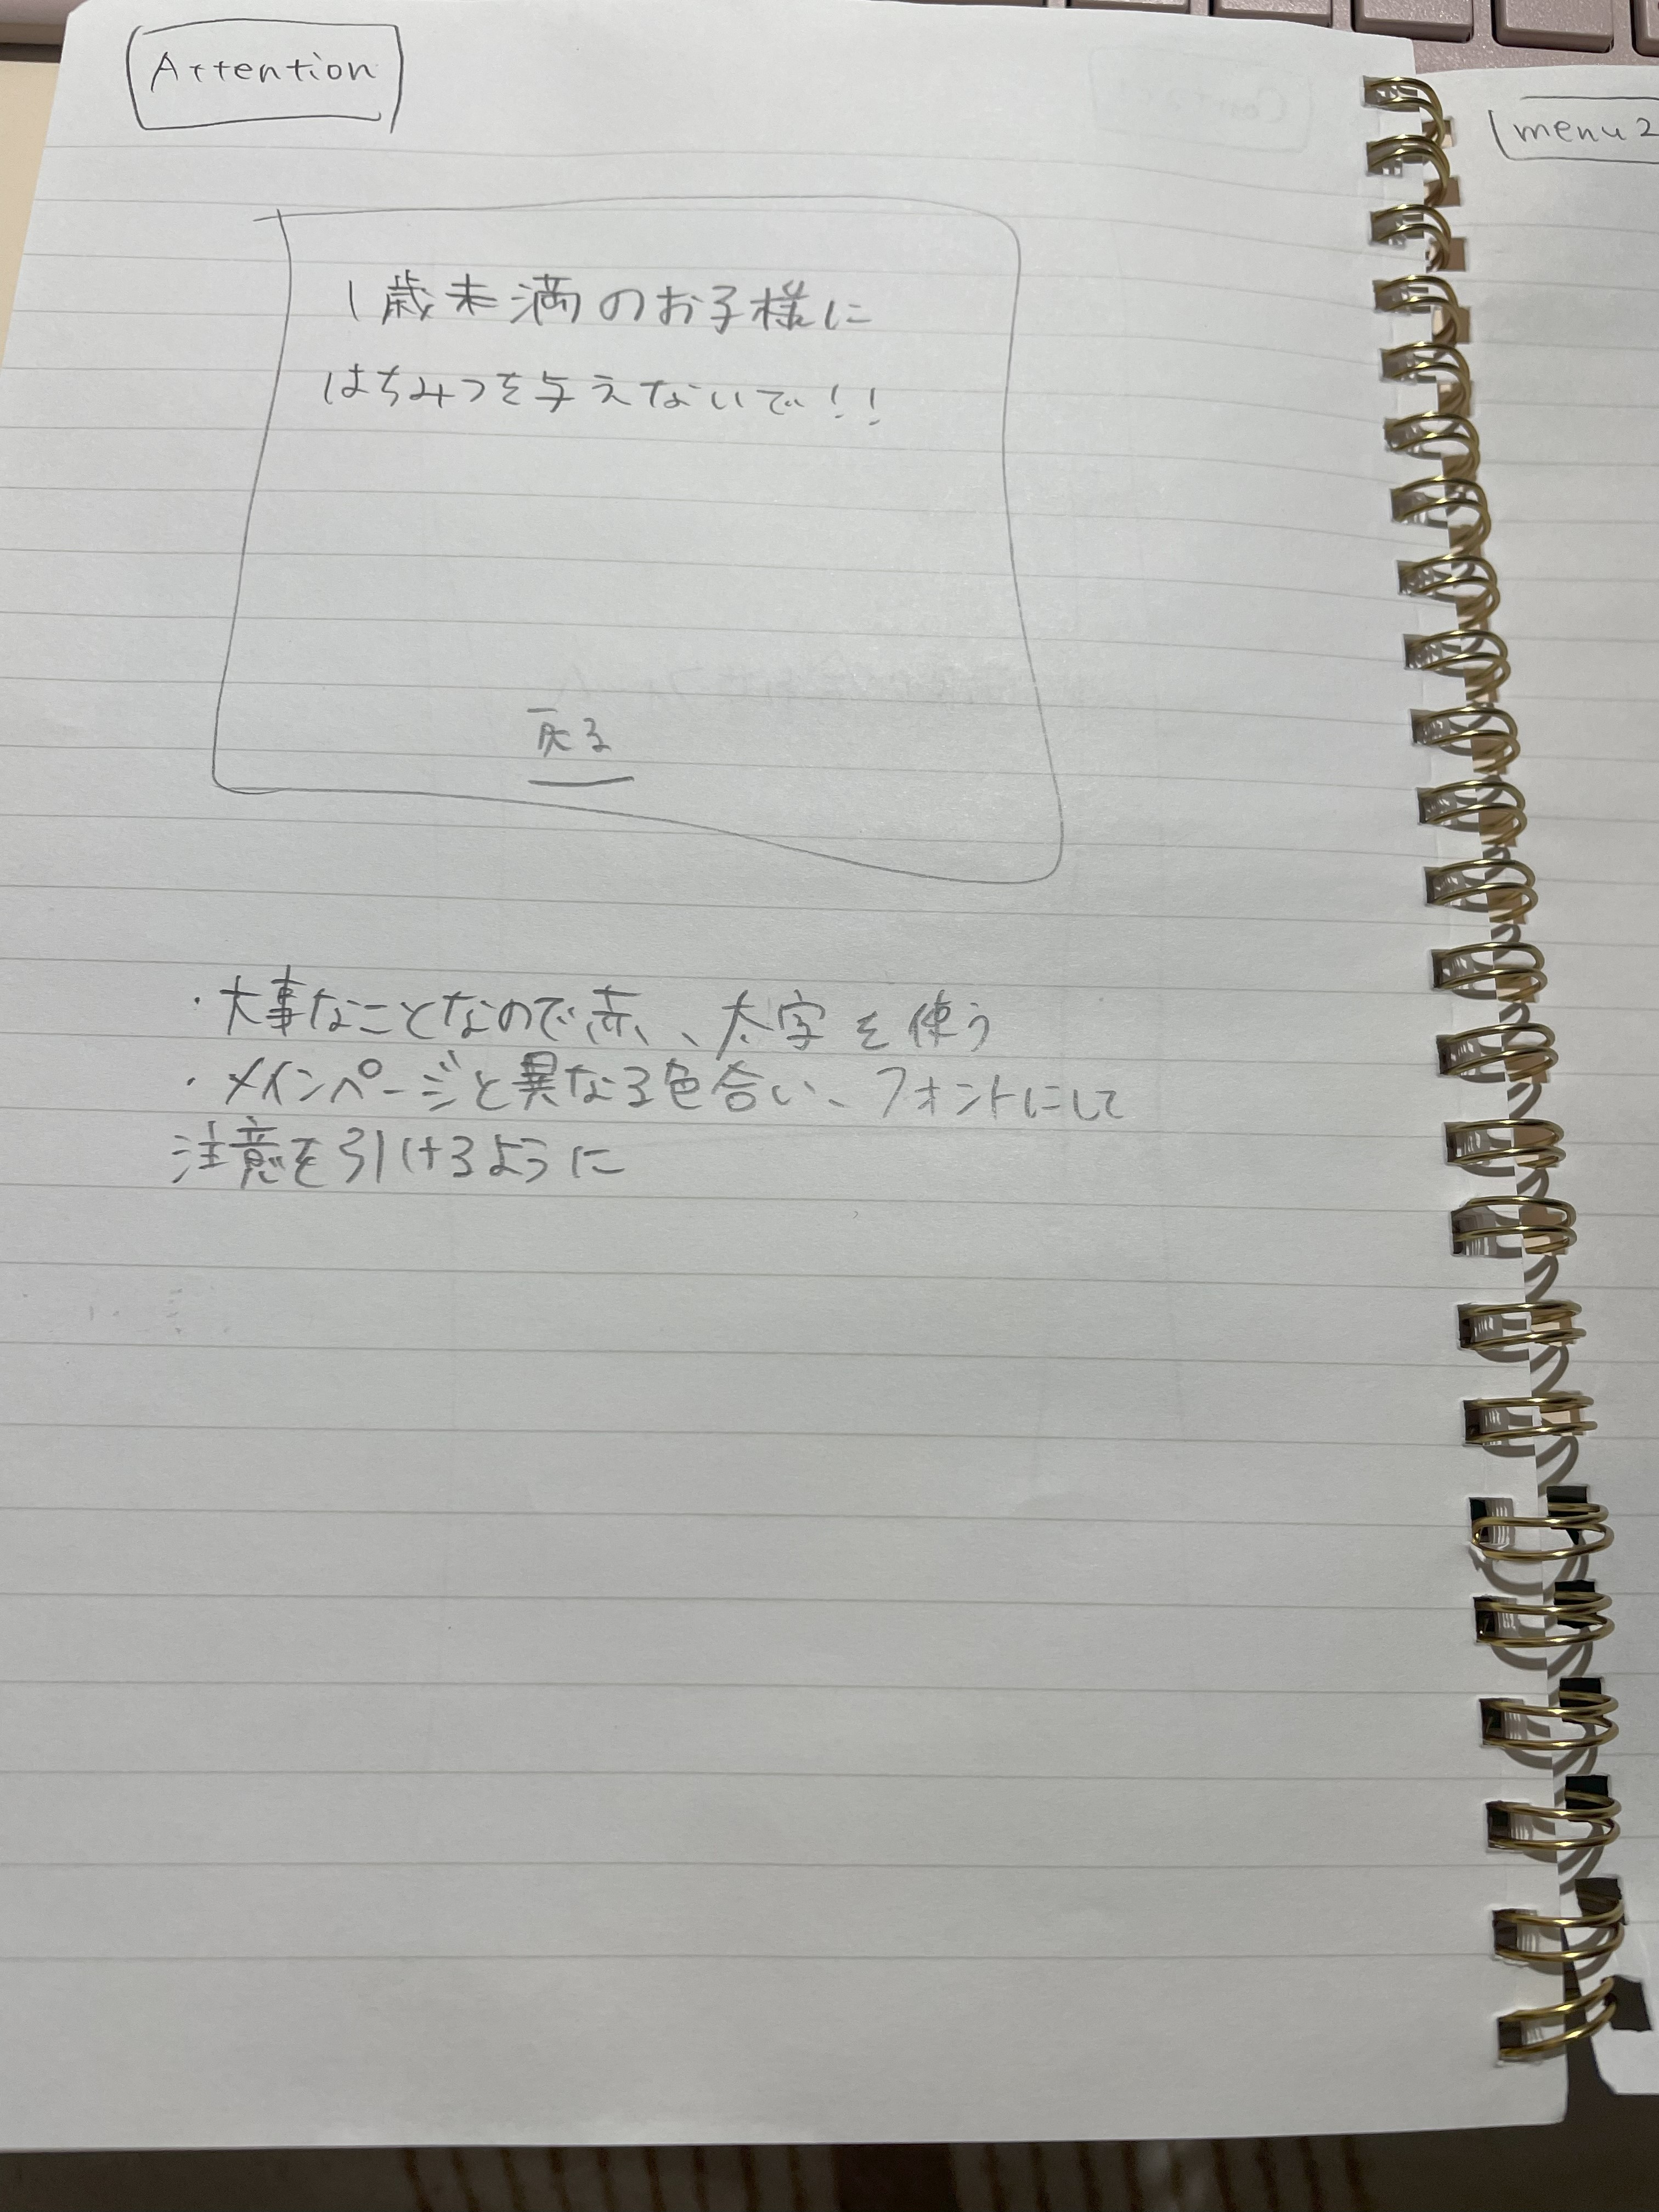 Attention
menu2
1歳未満のお子様に
はちみつを与えないで!!
戻る
・大事なことなので赤、太字を使う
・メインページと異なる色合い、フォントにして
注意を引けるように